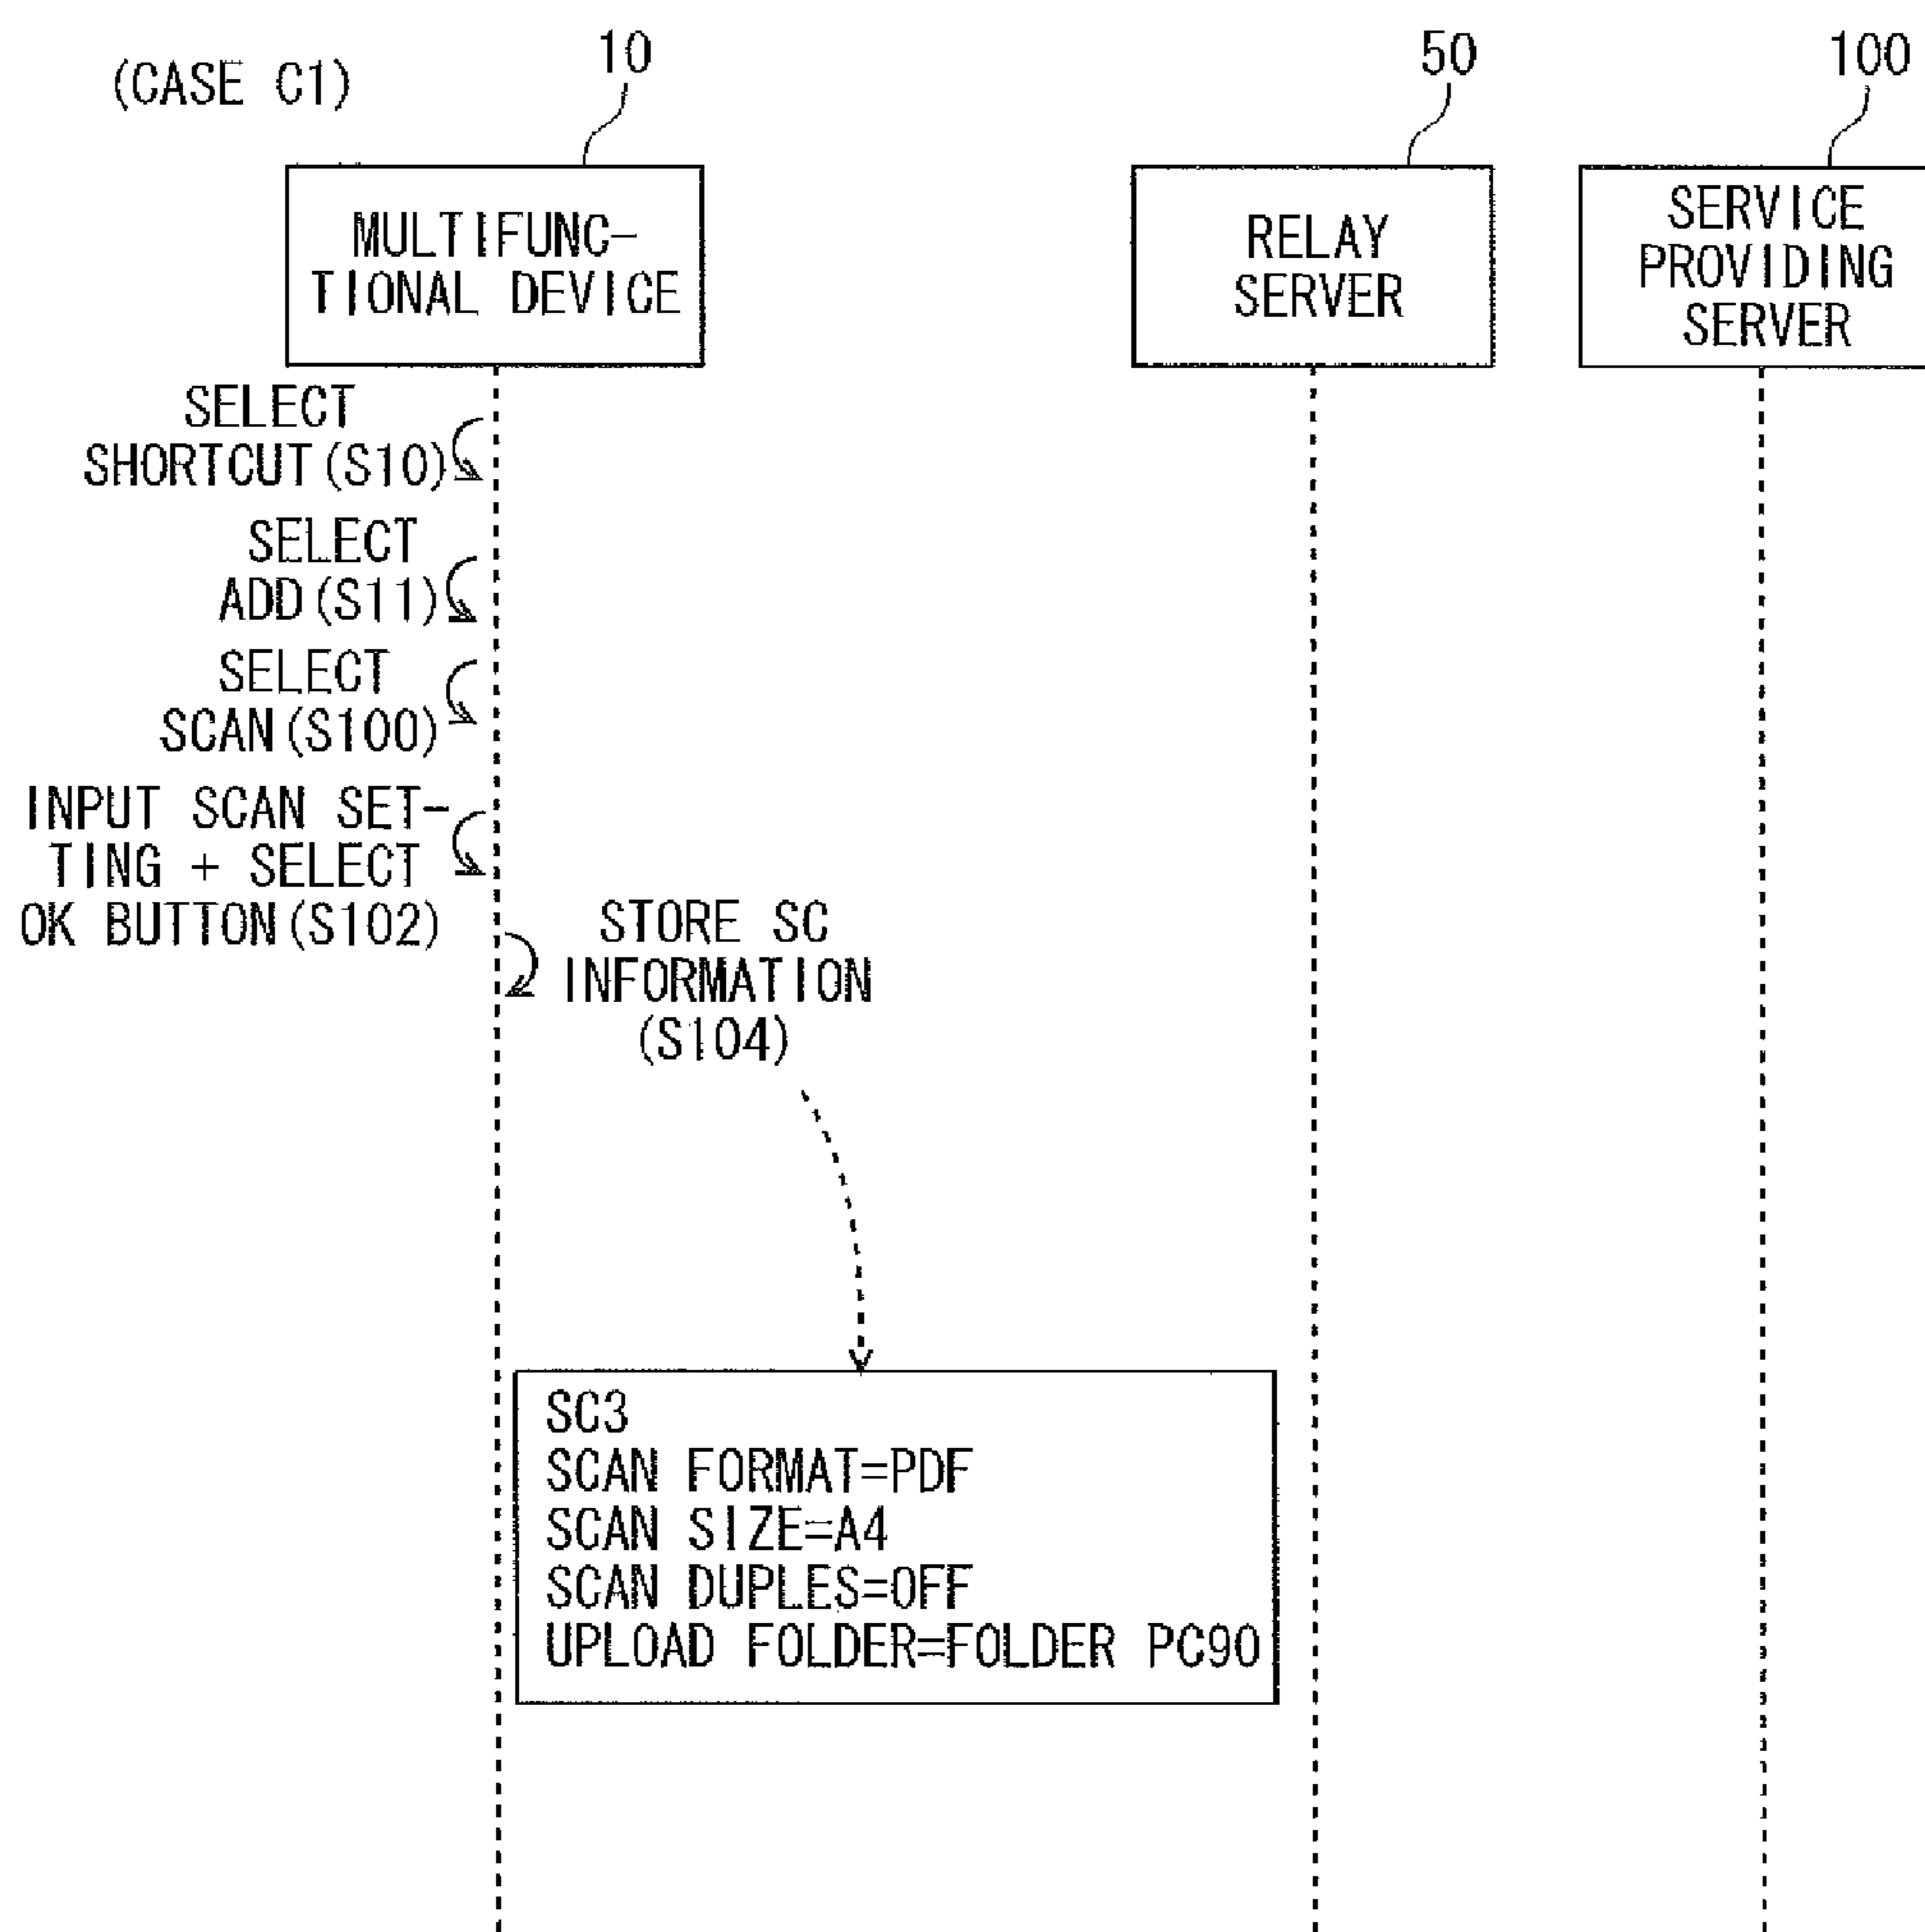 (CASE C1)
10
50
100
MULTIFUNC-
TIONAL DEVICE
RELAY
SERVER
SERVICE
PROVIDING
SERVER
SELECT
SHORTCUT(S10)
SELECT
ADD(S11)
SELECT
SCAN(S100)
INPUT SCAN SET-
TING + SELECT
OK BUTTON(S102)
STORE SC
INFORMATION
(S104)
SC3
SCAN FORMAT=PDF
SCAN SIZE=A4
SCAN DUPLES=OFF
UPLOAD FOLDER=FOLDER PC90